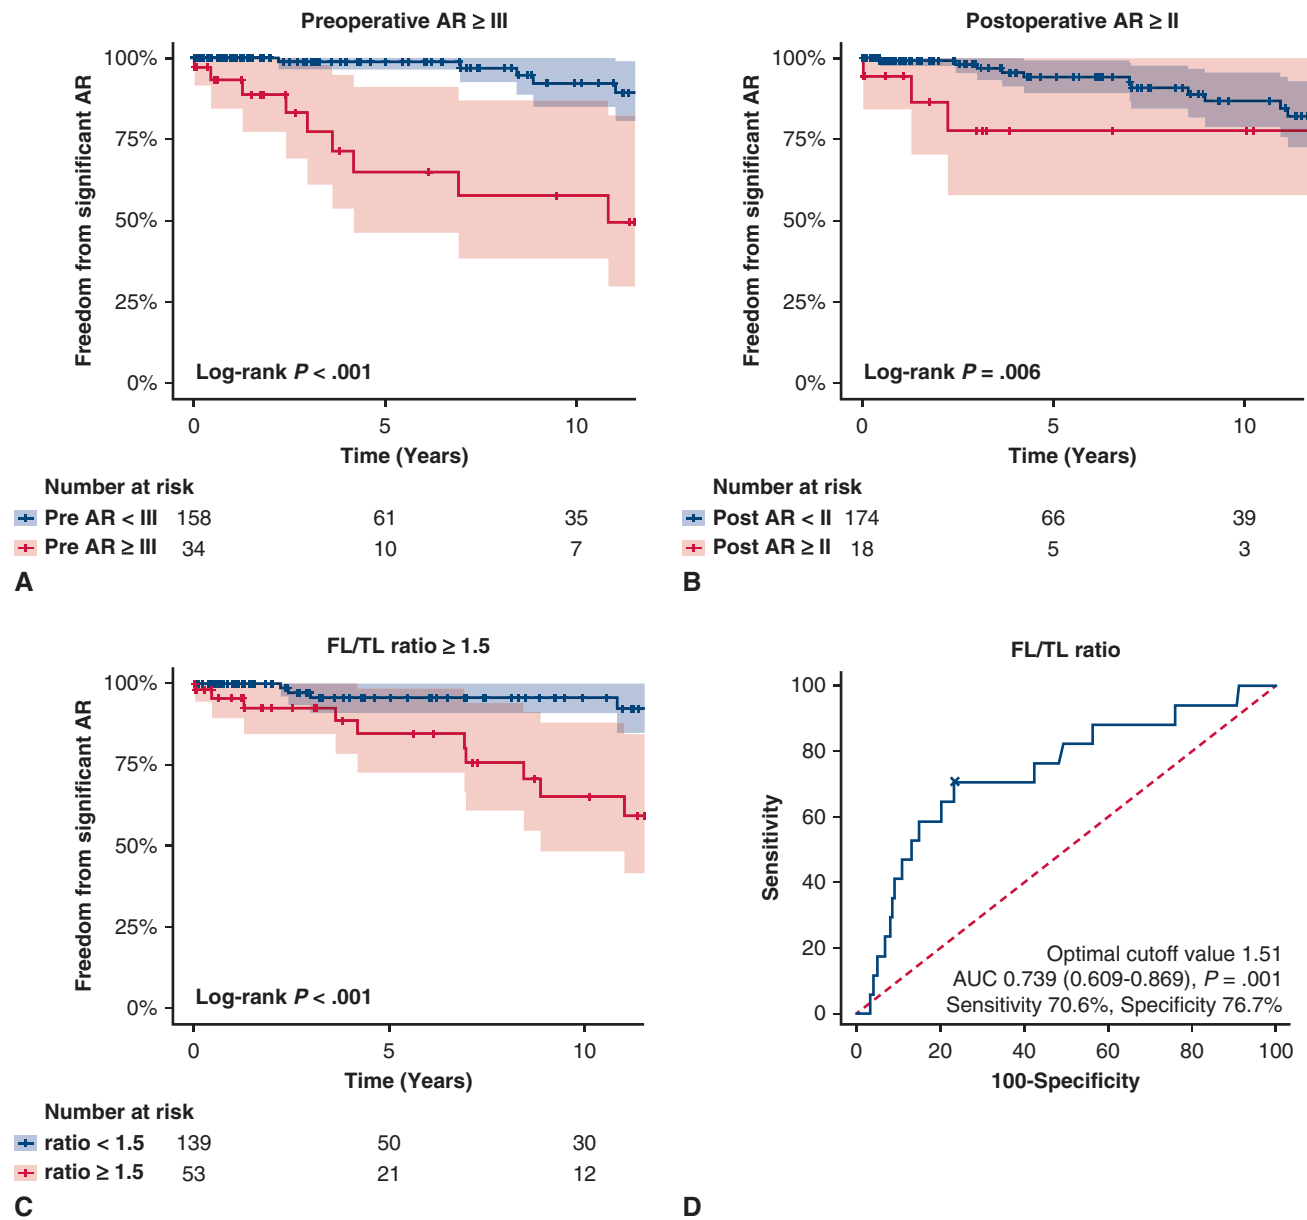 Preoperative AR ≥ III
Freedom from significant AR
100%
75%
50%
25%
0%
Log-rank P < .001
0 5 10
Time (Years)
Number at risk
Pre AR < III 158 61 35
Pre AR ≥ III 34 10 7
A
Postoperative AR ≥ II
Freedom from significant AR
100%
75%
50%
25%
0%
Log-rank P = .006
0 5 10
Time (Years)
Number at risk
Post AR < II 174 66 39
Post AR ≥ II 18 5 3
B
FL/TL ratio ≥ 1.5
Freedom from significant AR
100%
75%
50%
25%
0%
Log-rank P < .001
0 5 10
Time (Years)
Number at risk
ratio < 1.5 139 50 30
ratio ≥ 1.5 53 21 12
C
FL/TL ratio
Sensitivity
100
80
60
40
20
0
Optimal cutoff value 1.51
AUC 0.739 (0.609-0.869), P = .001
Sensitivity 70.6%, Specificity 76.7%
0 20 40 60 80 100
100-Specificity
D